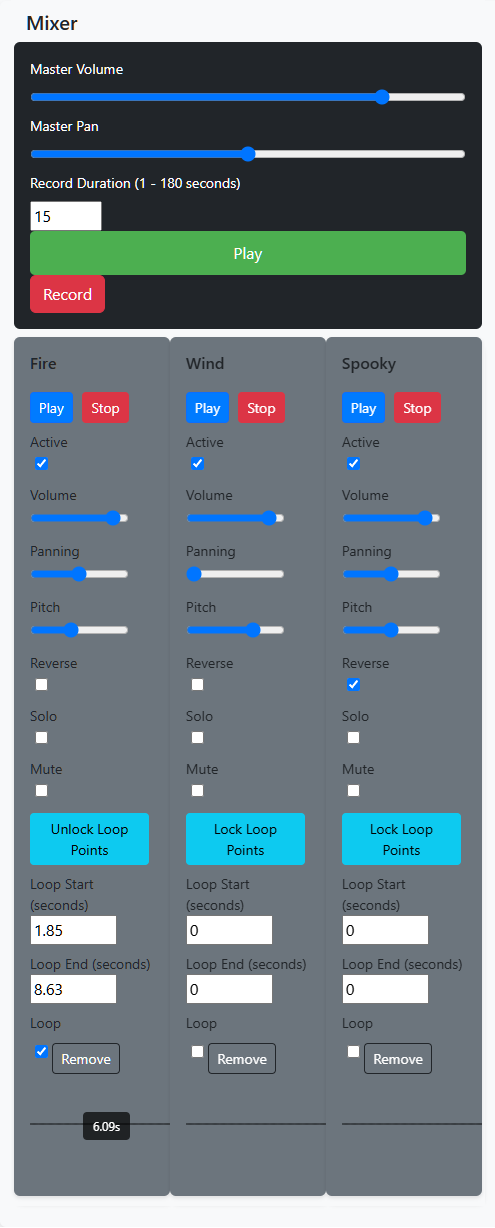 Mixer
Master Volume
Master Pan
Record Duration (1 - 180 seconds)
15
Play
Record
Fire
Play Stop
Active
Volume
Panning
Pitch
Reverse
Solo
Mute
Unlock Loop
Points
Loop Start
(seconds)
1.85
Loop End (seconds)
8.63
Loop
Remove
6.09s
Wind
Play Stop
Active
Volume
Panning
Pitch
Reverse
Solo
Mute
Lock Loop
Points
Loop Start
(seconds)
0
Loop End (seconds)
0
Loop
Remove
Spooky
Play Stop
Active
Volume
Panning
Pitch
Reverse
Solo
Mute
Lock Loop
Points
Loop Start
(seconds)
0
Loop End (seconds)
0
Loop
Remove